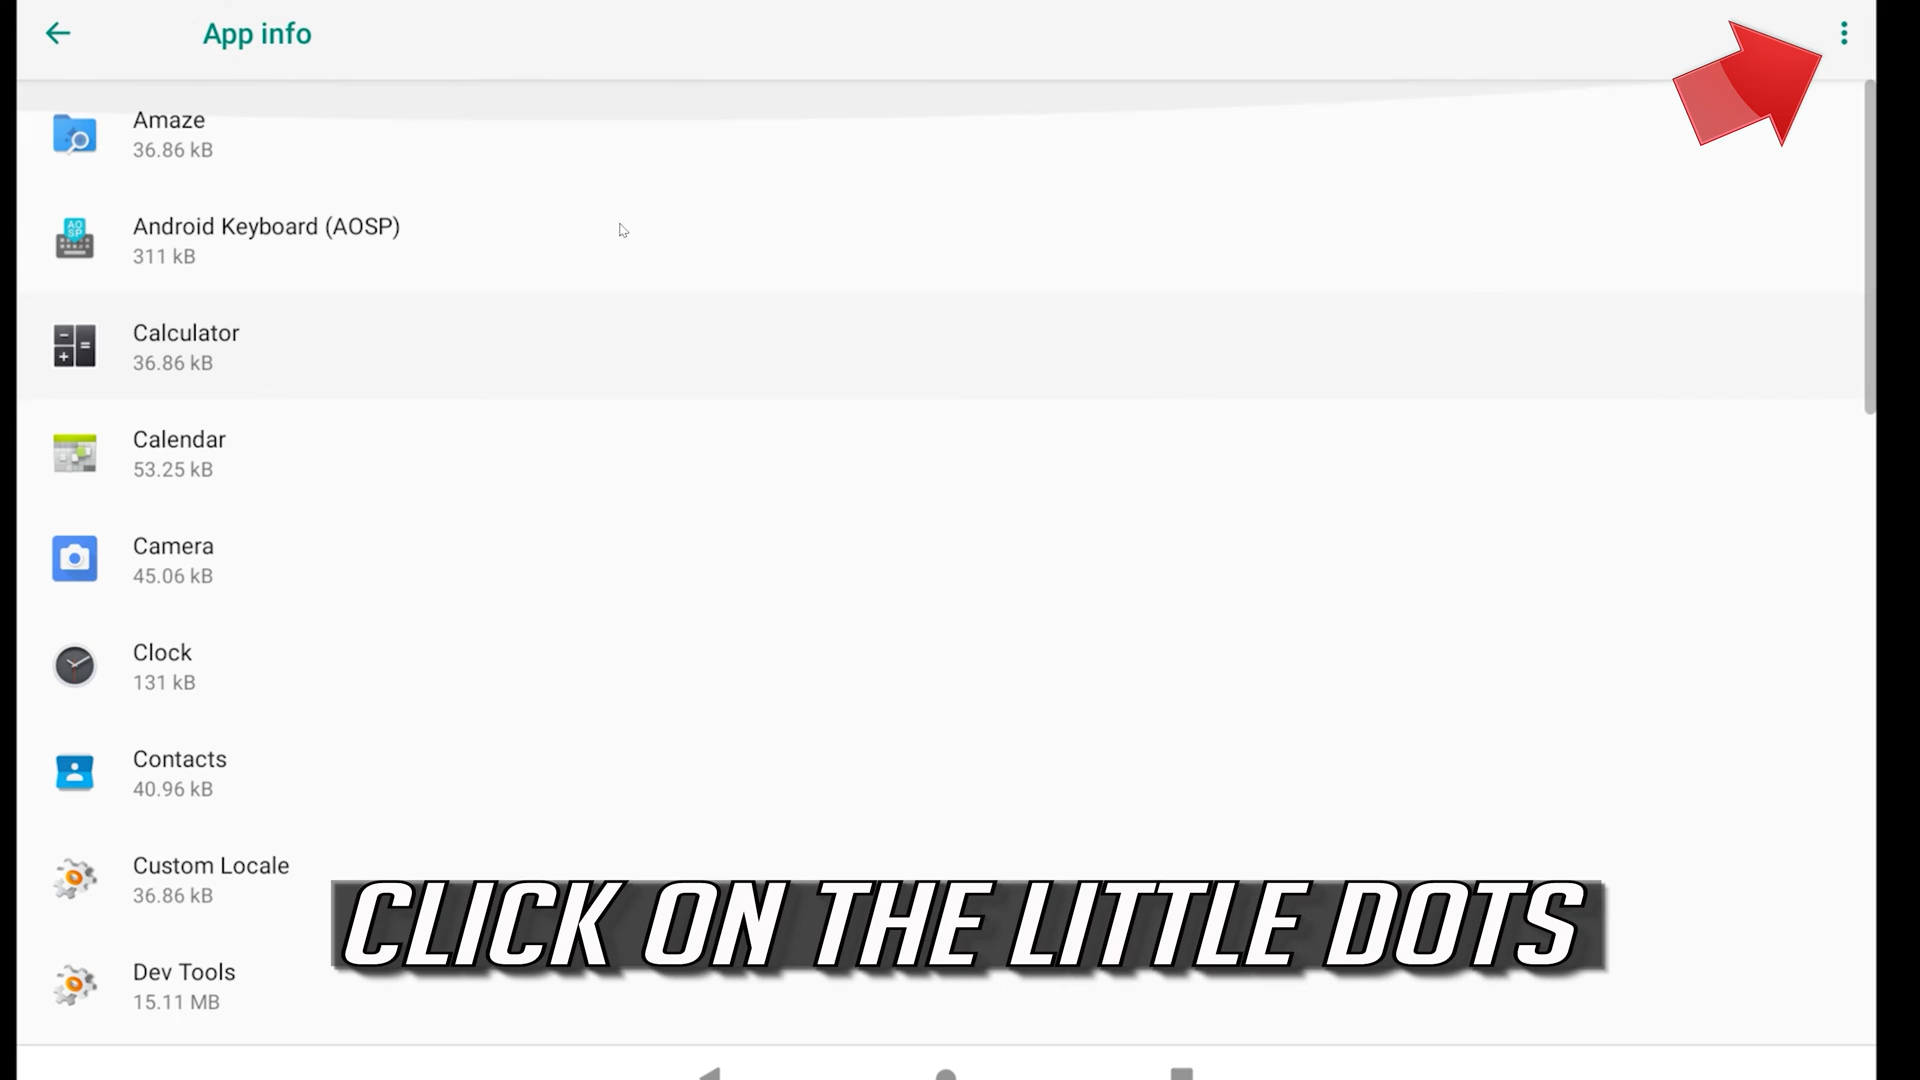 App info
Amaze
36.86 kB
Android Keyboard (AOSP)
311 kB
Calculator
36.86 kB
Calendar
53.25 kB
Camera
45.06 kB
Clock
131 kB
Contacts
40.96 kB
Custom Locale
36.86 kB
CLICK ON THE LITTLE DOTS
Dev Tools
15.11 MB